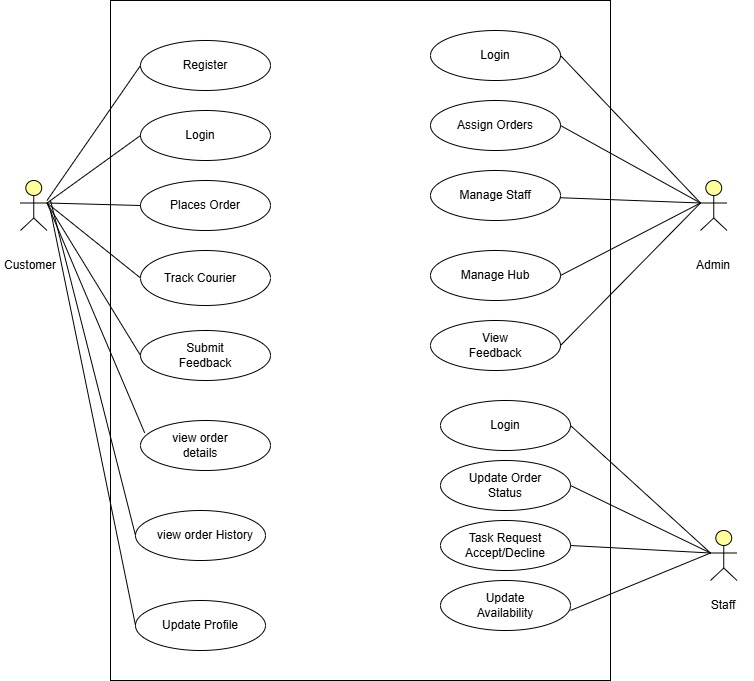 Register
Login
Places Order
Track Courier
Submit
Feedback
view order
details
view order History
Update Profile
Customer
Login
Assign Orders
Manage Staff
Manage Hub
View
Feedback
Admin
Login
Update Order
Status
Task Request
Accept/Decline
Update
Availability
Staff